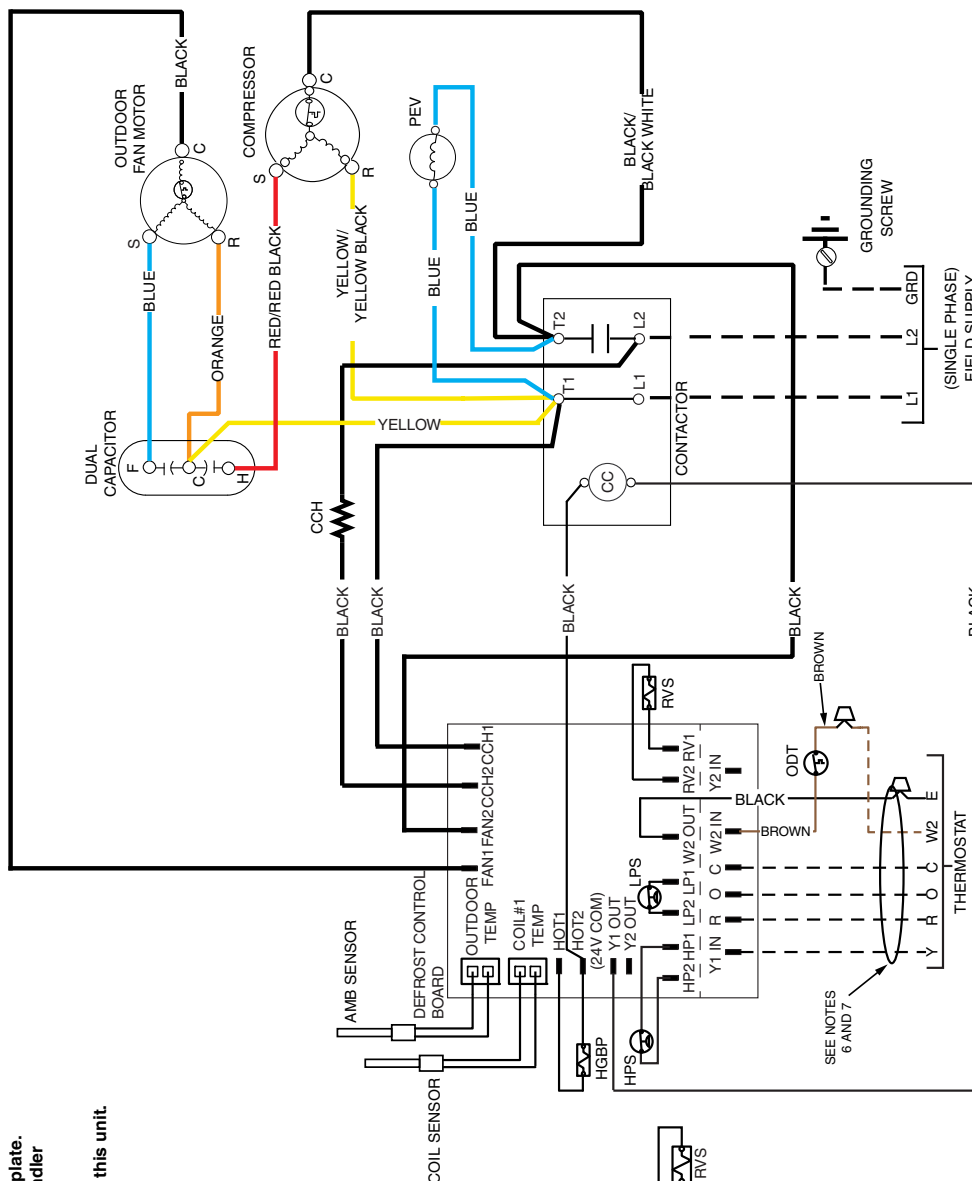 BLACK
OUTDOOR
FAN MOTOR
C
S
R
BLUE
ORANGE
DUAL
CAPACITOR
F
C
H
COMPRESSOR
C
S
R
RED/RED BLACK
YELLOW/
YELLOW BLACK
PEV
BLUE
BLUE
BLACK/
BLACK WHITE
GROUNDING
SCREW
YELLOW
T2
L2
T1
L1
CC
CONTACTOR
L1
L2
GRD
(SINGLE PHASE)
FIELD SUPPLY
CCH
BLACK
BLACK
BLACK
BLACK
BLACK
BROWN
RVS
ODT
FAN1
FAN2
CCH2
CCH1
DEFROST CONTROL
BOARD
OUTDOOR
TEMP
COIL#1
TEMP
HOT1
HOT2
(24V COM)
Y1 OUT
Y2 OUT
HP2
HP1
LP2
LP1
W2 OUT
RV2
RV1
Y1 IN
R
O
C
W2 IN
Y2 IN
LPS
BLACK
BROWN
AMB SENSOR
COIL SENSOR
HGBP
HPS
Y
R
O
C
W2
E
THERMOSTAT
SEE NOTES
6 AND 7
plate.
ndler
this unit.
RVS